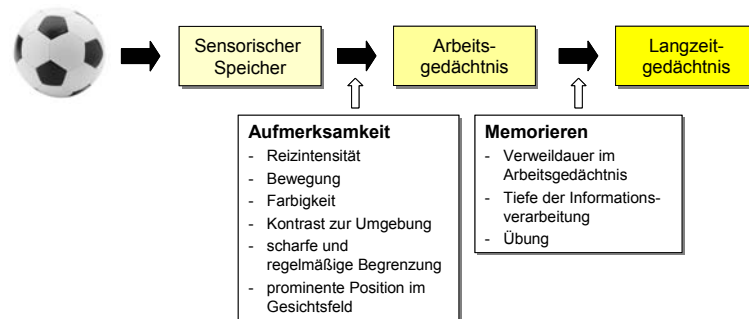 Sensorischer
Speicher
Arbeits-
gedächtnis
Langzeit-
gedächtnis
Aufmerksamkeit
- Reizintensität
- Bewegung
- Farbigkeit
- Kontrast zur Umgebung
- scharfe und
regelmäßige Begrenzung
- prominente Position im
Gesichtsfeld
Memorieren
- Verweildauer im
Arbeitsgedächtnis
- Tiefe der Informations-
verarbeitung
- Übung